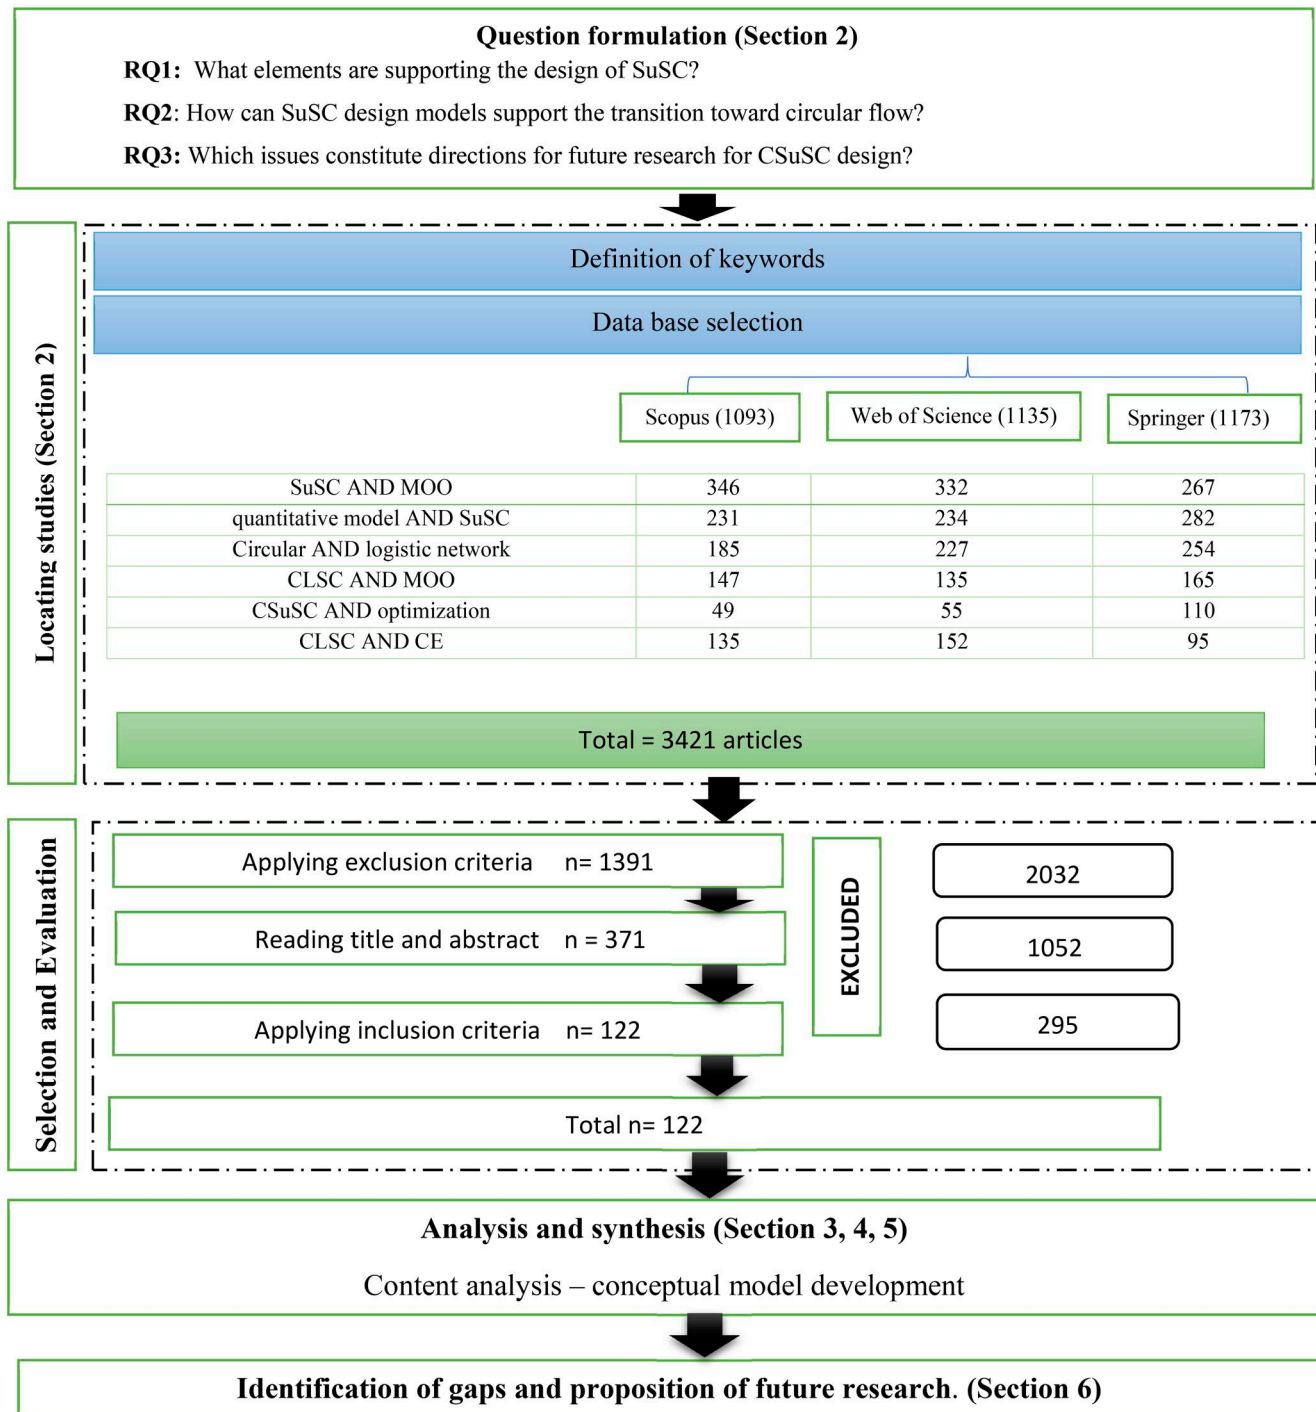 Question formulation (Section 2)
RQ1: What elements are supporting the design of SuSC?
RQ2: How can SuSC design models support the transition toward circular flow?
RQ3: Which issues constitute directions for future research for CSuSC design?
Locating studies (Section 2)
Definition of keywords
Data base selection
Scopus (1093) Web of Science (1135) Springer (1173)
SuSC AND MOO 346 332 267
quantitative model AND SuSC 231 234 282
Circular AND logistic network 185 227 254
CLSC AND MOO 147 135 165
CSuSC AND optimization 49 55 110
CLSC AND CE 135 152 95
Total = 3421 articles
Selection and Evaluation
Applying exclusion criteria n= 1391
Reading title and abstract n = 371
Applying inclusion criteria n= 122
Total n= 122
EXCLUDED
2032
1052
295
Analysis and synthesis (Section 3, 4, 5)
Content analysis – conceptual model development
Identification of gaps and proposition of future research. (Section 6)